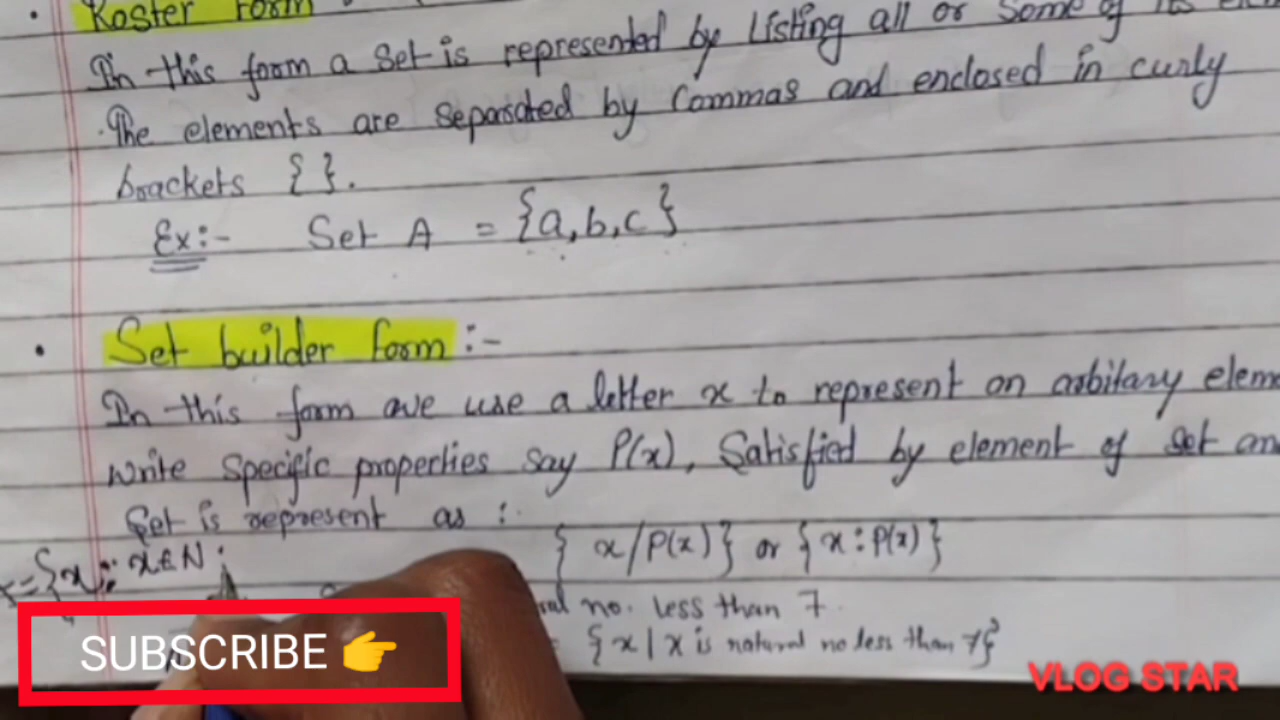 Roster Form
In this form a set is represented by listing all or some of its
The elements are separated by Commas and enclosed in curly
brackets { }.
Ex:- Set A = {a,b,c}
Set builder form :-
In this form we use a letter x to represent an arbitary eleme
write specific properties say P(x), Satisfied by element of set an
Set is represent as :
{ x/P(x)} or {x : P(x)}
={x : x∈N
no. less than 7.
= {x | x is natural no less than 7}
SUBSCRIBE 👉
VLOG STAR